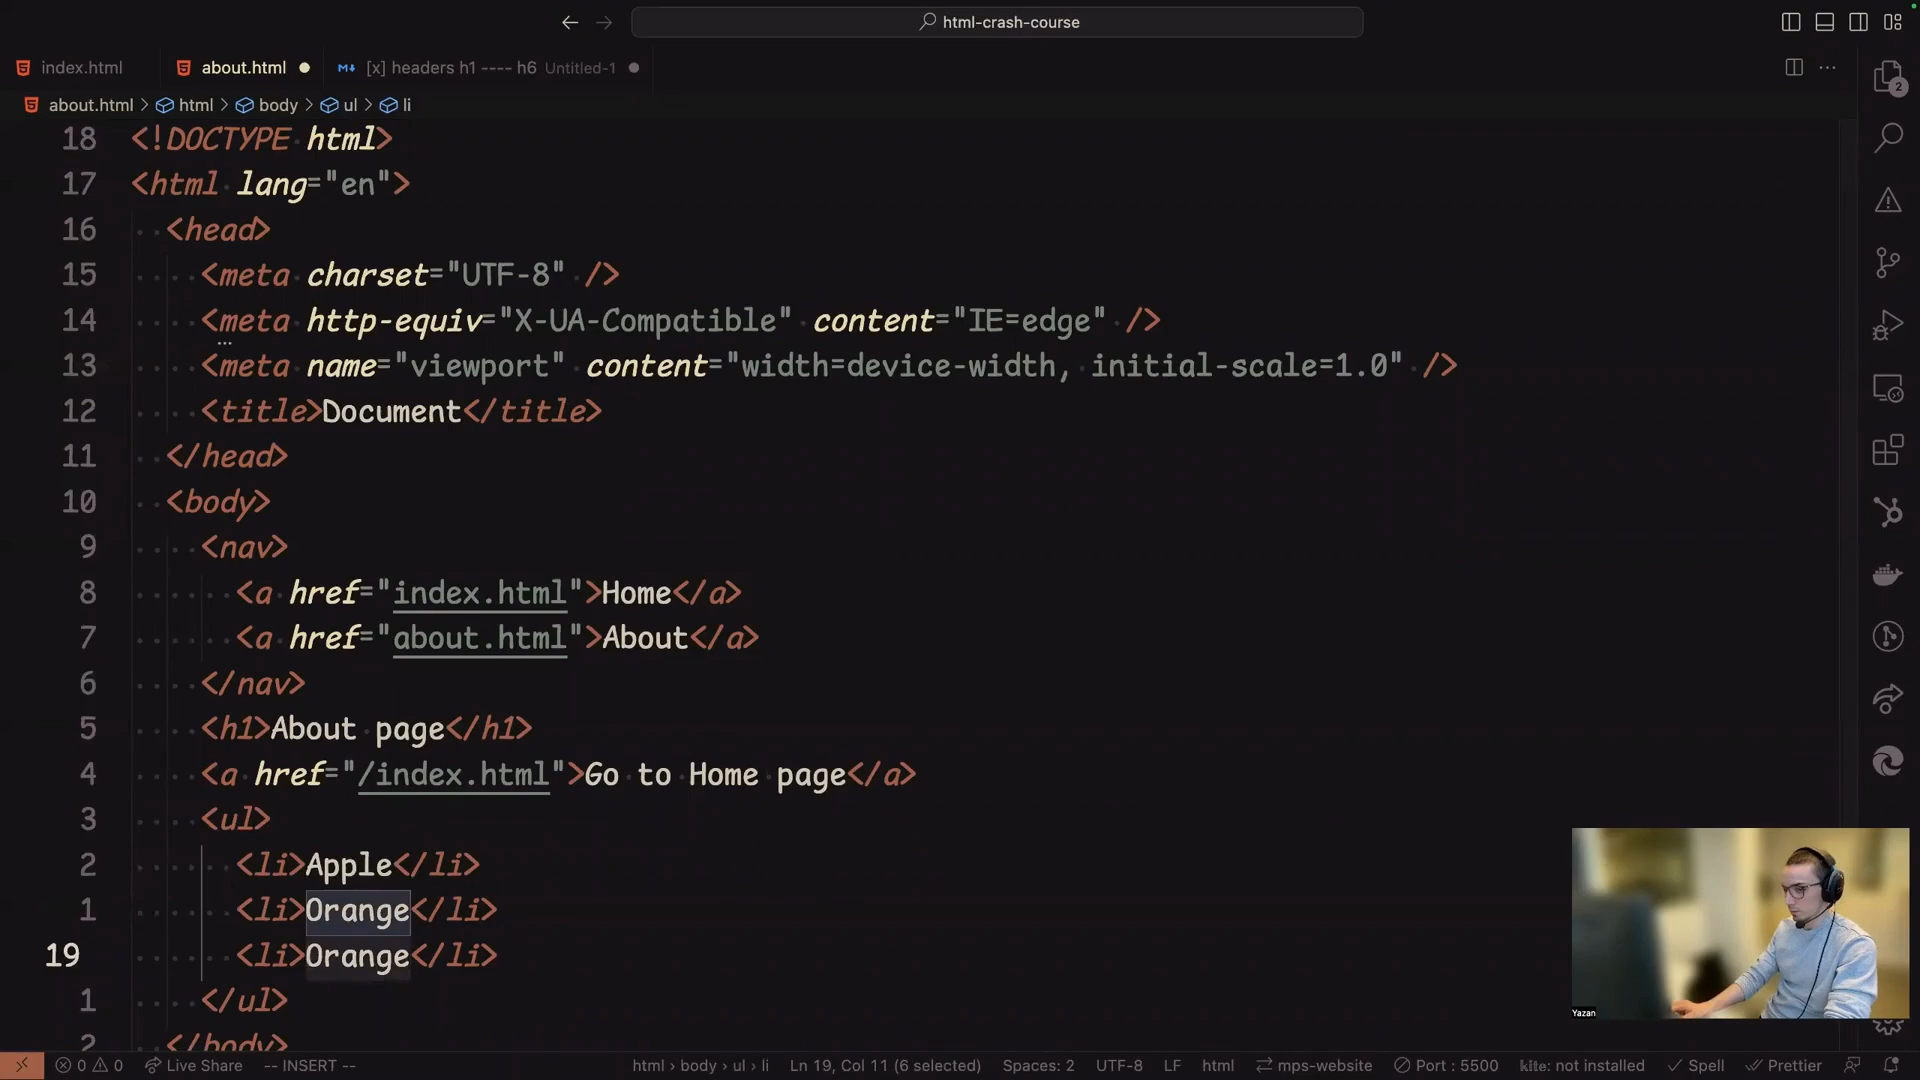 html-crash-course
index.html
about.html
[x] headers h1 ---- h6 Untitled-1
about.html > html > body > ul > li
18 <!DOCTYPE html>
17 <html lang="en">
16 <head>
15 <meta charset="UTF-8" />
14 <meta http-equiv="X-UA-Compatible" content="IE=edge" />
13 <meta name="viewport" content="width=device-width, initial-scale=1.0" />
12 <title>Document</title>
11 </head>
10 <body>
9 <nav>
8 <a href="index.html">Home</a>
7 <a href="about.html">About</a>
6 </nav>
5 <h1>About page</h1>
4 <a href="/index.html">Go to Home page</a>
3 <ul>
2 <li>Apple</li>
1 <li>Orange</li>
19 <li>Orange</li>
1 </ul>
2 </body>
2
Yazan
0 0 Live Share -- INSERT -- html > body > ul > li Ln 19, Col 11 (6 selected) Spaces: 2 UTF-8 LF html mps-website Port : 5500 kite: not installed Spell Prettier